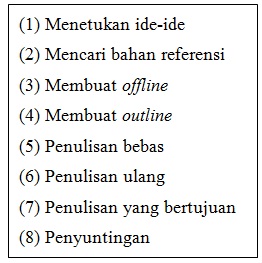 (1) Menetukan ide-ide
(2) Mencari bahan referensi
(3) Membuat offline
(4) Membuat outline
(5) Penulisan bebas
(6) Penulisan ulang
(7) Penulisan yang bertujuan
(8) Penyuntingan